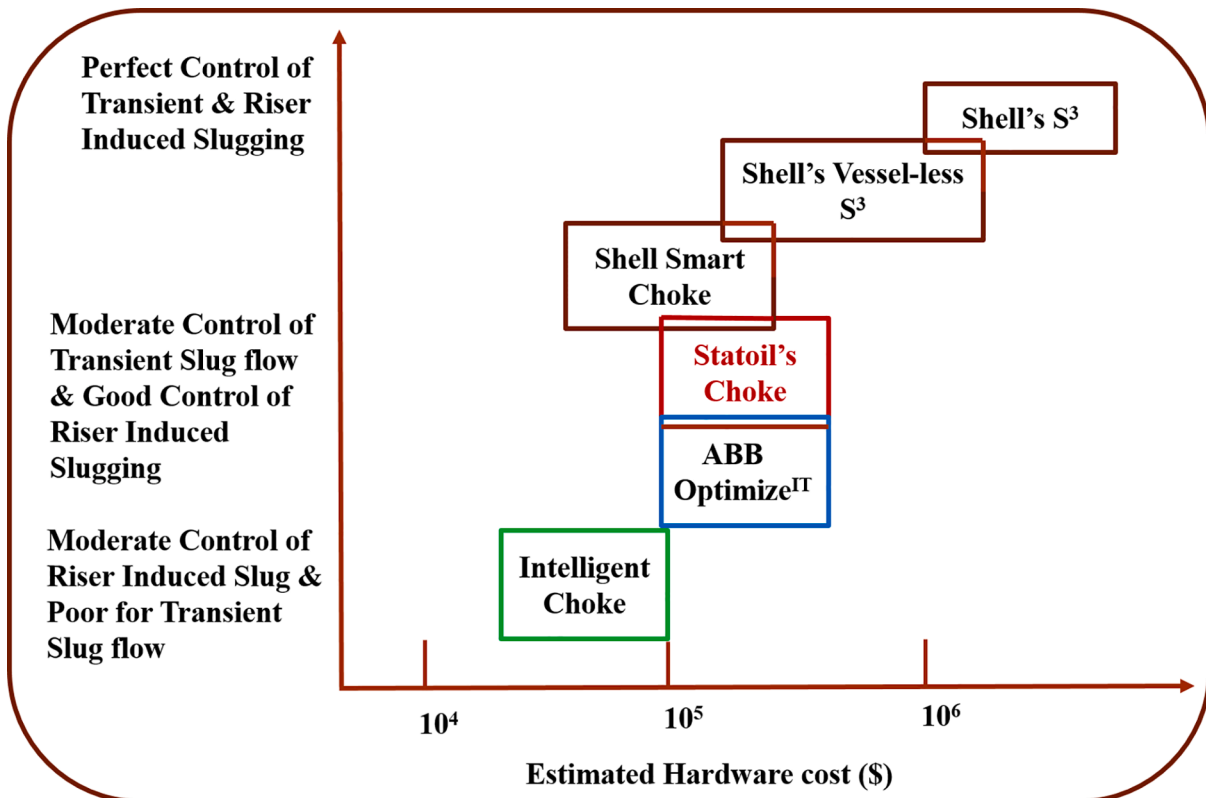 Perfect Control of
Transient & Riser
Induced Slugging
Shell's S³
Shell's Vessel-less
S³
Shell Smart
Choke
Moderate Control of
Transient Slug flow
& Good Control of
Riser Induced
Slugging
Statoil's
Choke
ABB
Optimizeᴵᵀ
Moderate Control of
Riser Induced Slug &
Poor for Transient
Slug flow
Intelligent
Choke
10⁴
10⁵
10⁶
Estimated Hardware cost ($)